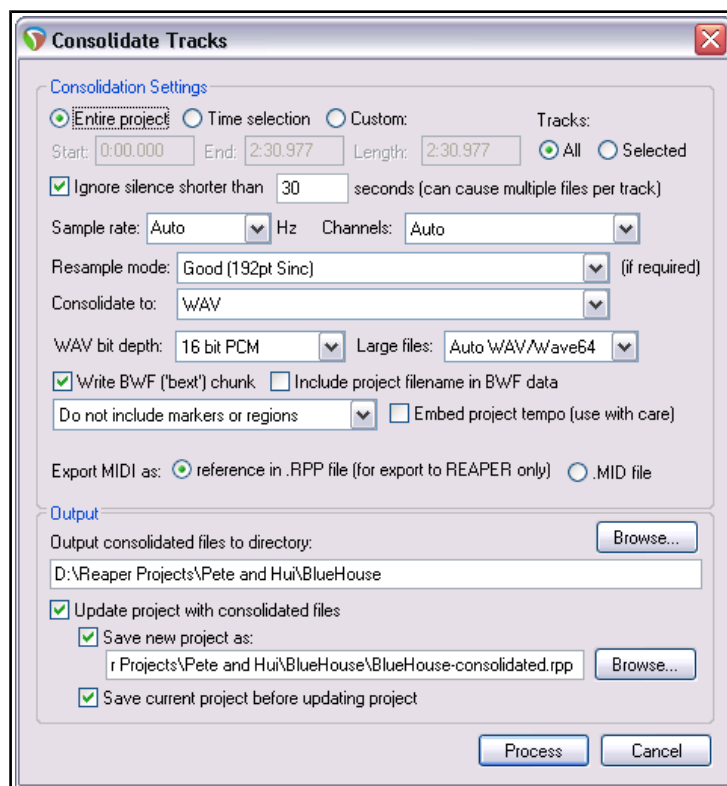 Consolidate Tracks
Consolidation Settings
Entire project Time selection Custom: Tracks:
Start: 0:00.000 End: 2:30.977 Length: 2:30.977 All Selected
Ignore silence shorter than 30 seconds (can cause multiple files per track)
Sample rate: Auto Hz Channels: Auto
Resample mode: Good (192pt Sinc) (if required)
Consolidate to: WAV
WAV bit depth: 16 bit PCM Large files: Auto WAV/Wave64
Write BWF ('bext') chunk Include project filename in BWF data
Do not include markers or regions Embed project tempo (use with care)
Export MIDI as: reference in .RPP file (for export to REAPER only) .MID file
Output
Output consolidated files to directory: Browse...
D:\Reaper Projects\Pete and Hui\BlueHouse
Update project with consolidated files
Save new project as:
r Projects\Pete and Hui\BlueHouse\BlueHouse-consolidated.rpp Browse...
Save current project before updating project
Process Cancel